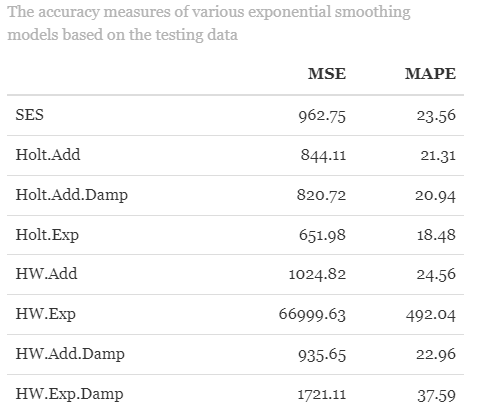 The accuracy measures of various exponential smoothing
models based on the testing data
MSE MAPE
SES 962.75 23.56
Holt.Add 844.11 21.31
Holt.Add.Damp 820.72 20.94
Holt.Exp 651.98 18.48
HW.Add 1024.82 24.56
HW.Exp 66999.63 492.04
HW.Add.Damp 935.65 22.96
HW.Exp.Damp 1721.11 37.59